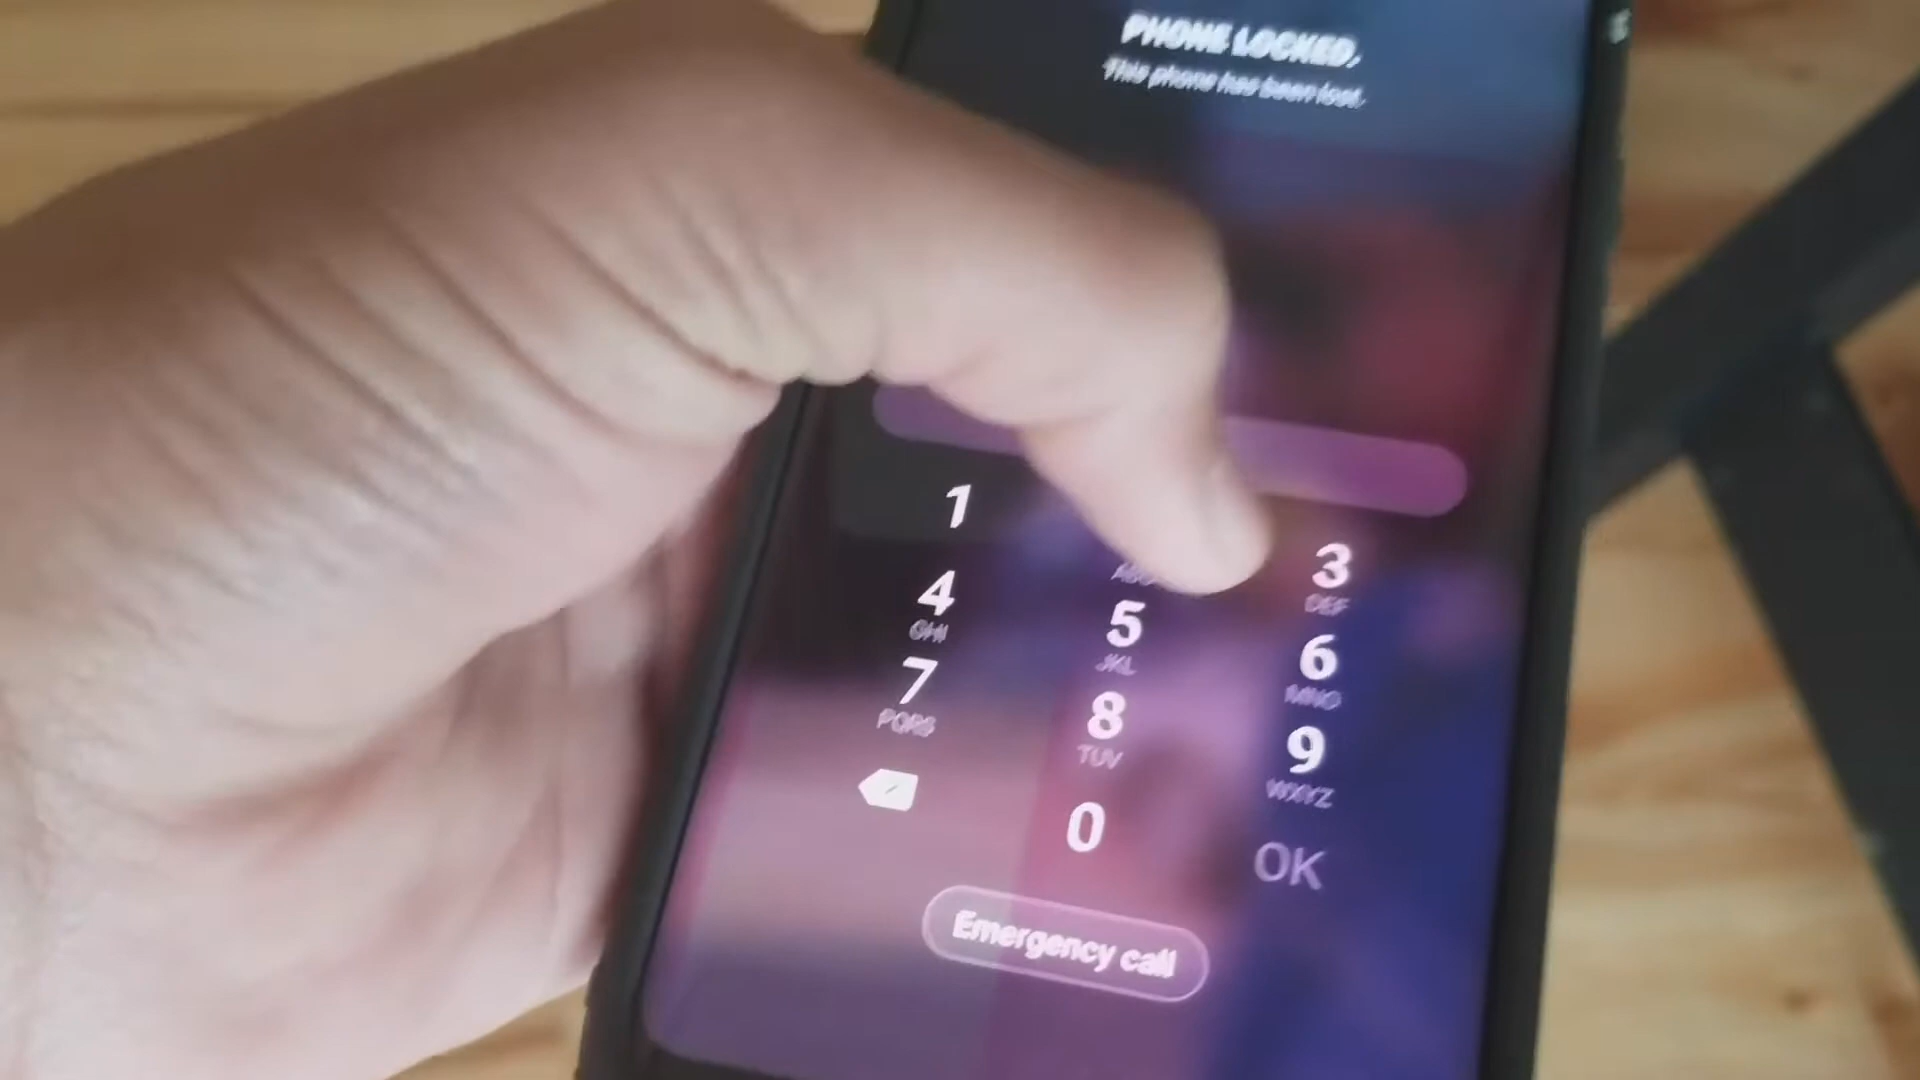 PHONE LOCKED.
This phone has been lost.
1
3
DEF
4
GHI
5
JKL
6
MNO
7
PQRS
8
TUV
9
WXYZ
0
OK
Emergency call